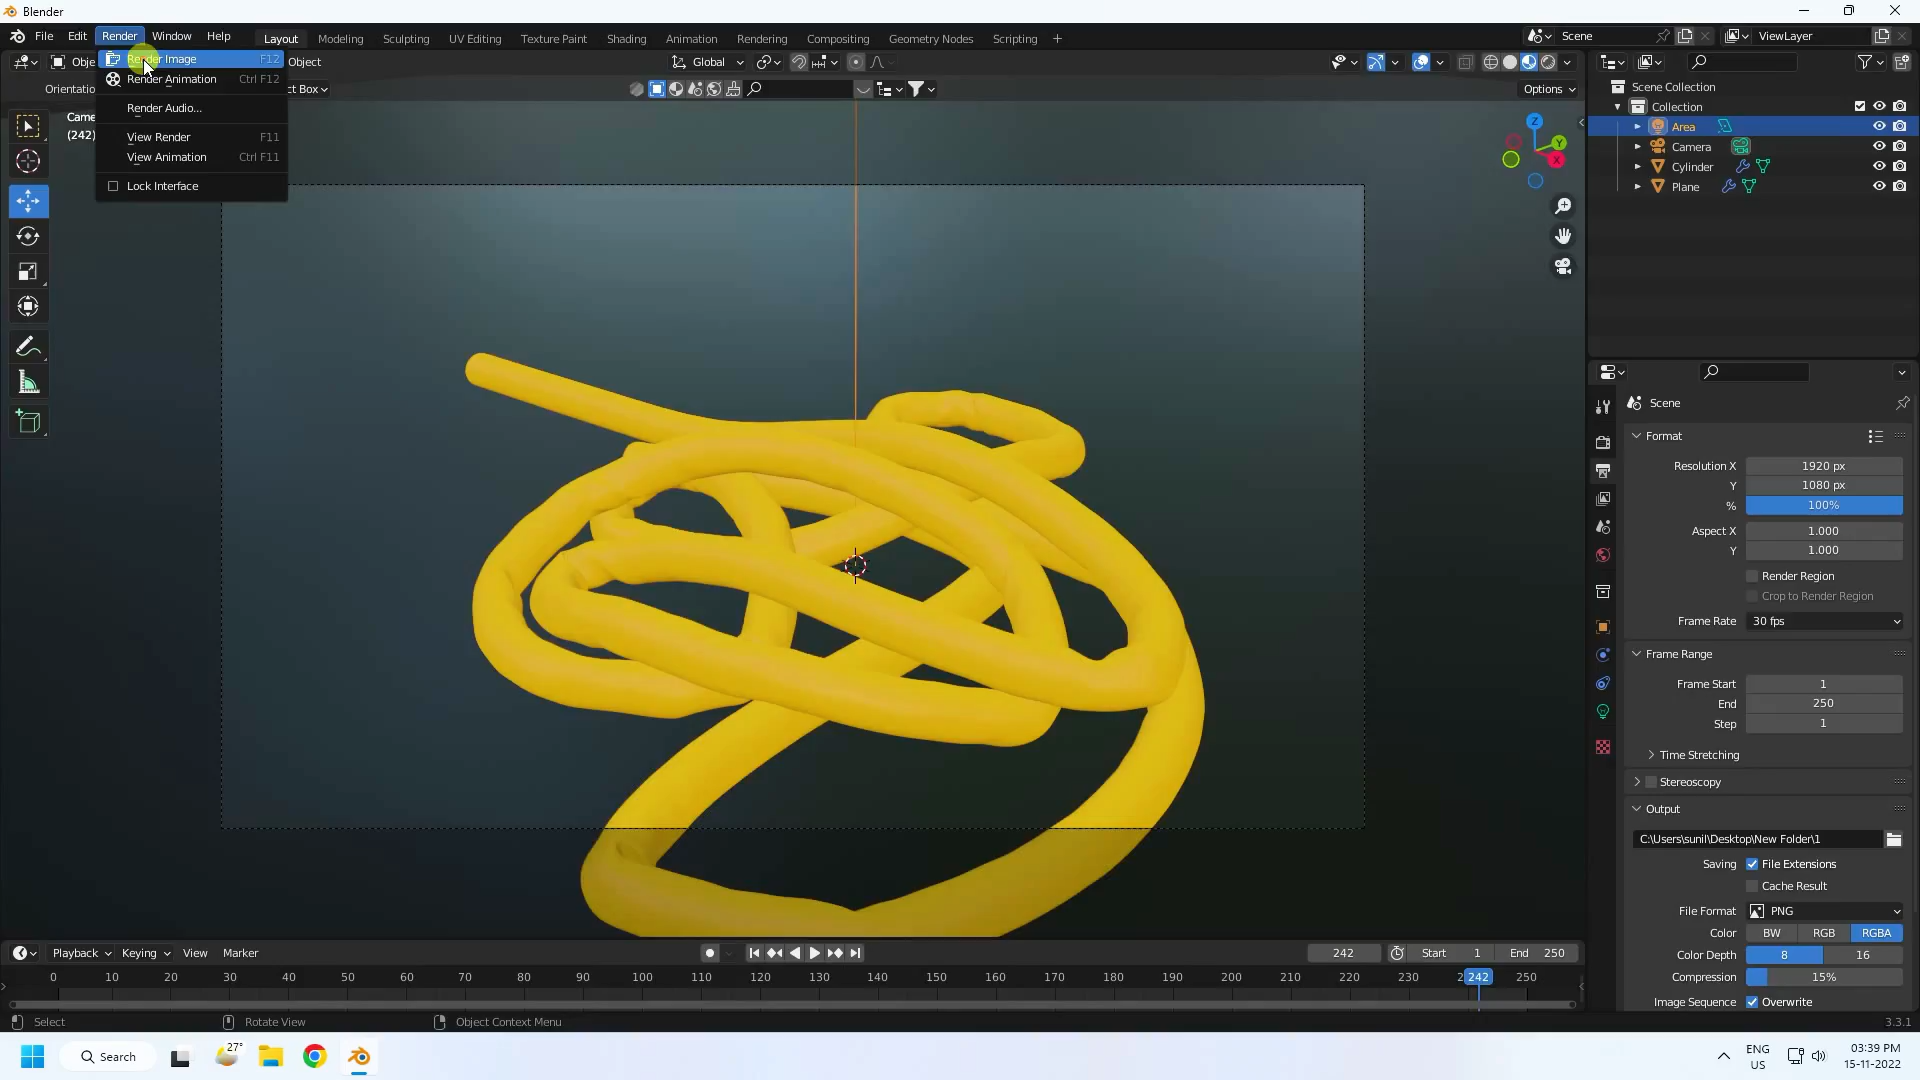 Blender
File Edit Render Window Help Layout Modeling Sculpting UV Editing Texture Paint Shading Animation Rendering Compositing Geometry Nodes Scripting + Scene ViewLayer
Render Image F12
Render Animation Ctrl F12
Render Audio...
View Render F11
View Animation Ctrl F11
Lock Interface
Object Global
Options
(242)
Z
Y
X
Scene Collection
Collection
Area
Camera
Cylinder
Plane
Scene
Format
Resolution X 1920 px
Y 1080 px
% 100%
Aspect X 1.000
Y 1.000
Render Region
Crop to Render Region
Frame Rate 30 fps
Frame Range
Frame Start 1
End 250
Step 1
Time Stretching
Stereoscopy
Output
C:\Users\sunil\Desktop\New Folder\1
Saving File Extensions
Cache Result
File Format PNG
Color BW RGB RGBA
Color Depth 8 16
Compression 15%
Image Sequence Overwrite
Playback Keying View Marker 242 Start 1 End 250
0 10 20 30 40 50 60 70 80 90 100 110 120 130 140 150 160 170 180 190 200 210 220 230 242 250
Select Rotate View Object Context Menu 3.3.1
27° Search ENG US 03:39 PM
15-11-2022